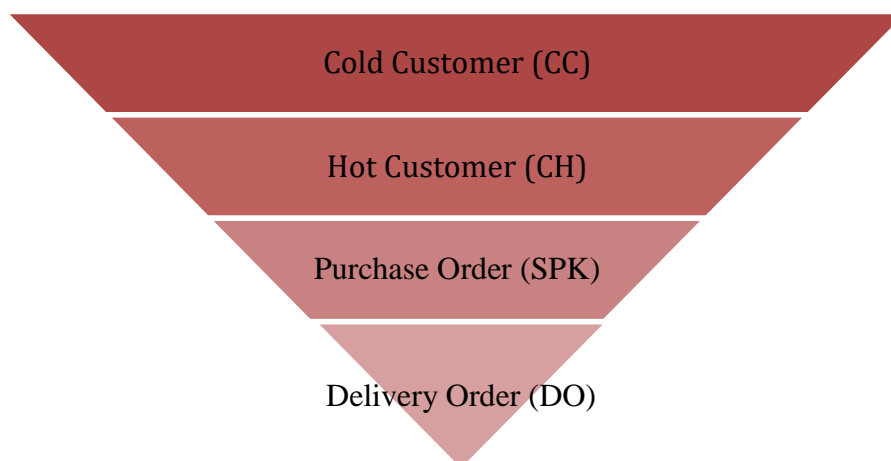 Cold Customer (CC)
Hot Customer (CH)
Purchase Order (SPK)
Delivery Order (DO)